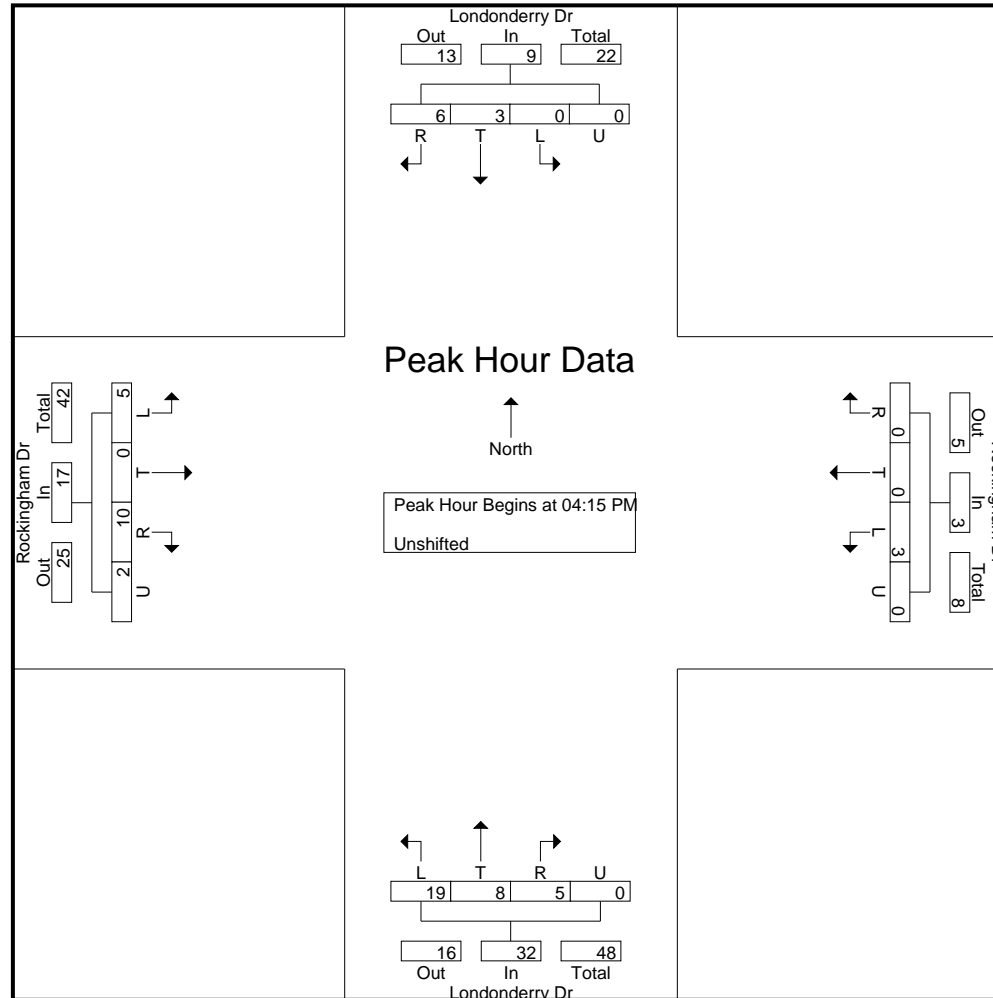 Londonderry Dr
Out In Total
13 9 22
6 3 0 0
R T L U
Peak Hour Data
North
Peak Hour Begins at 04:15 PM
Unshifted
Rockingham Dr
Out In Total
25 17 42
5 0 10 2
L T R U
R T L U
0 0 3 0
Out In Total
5 3 8
L T R U
19 8 5 0
16 32 48
Out In Total
Londonderry Dr